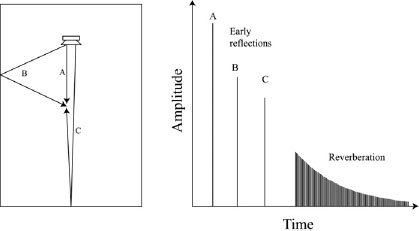 B
A
C
A
Early
reflections
B
C
Reverberation
Amplitude
Time